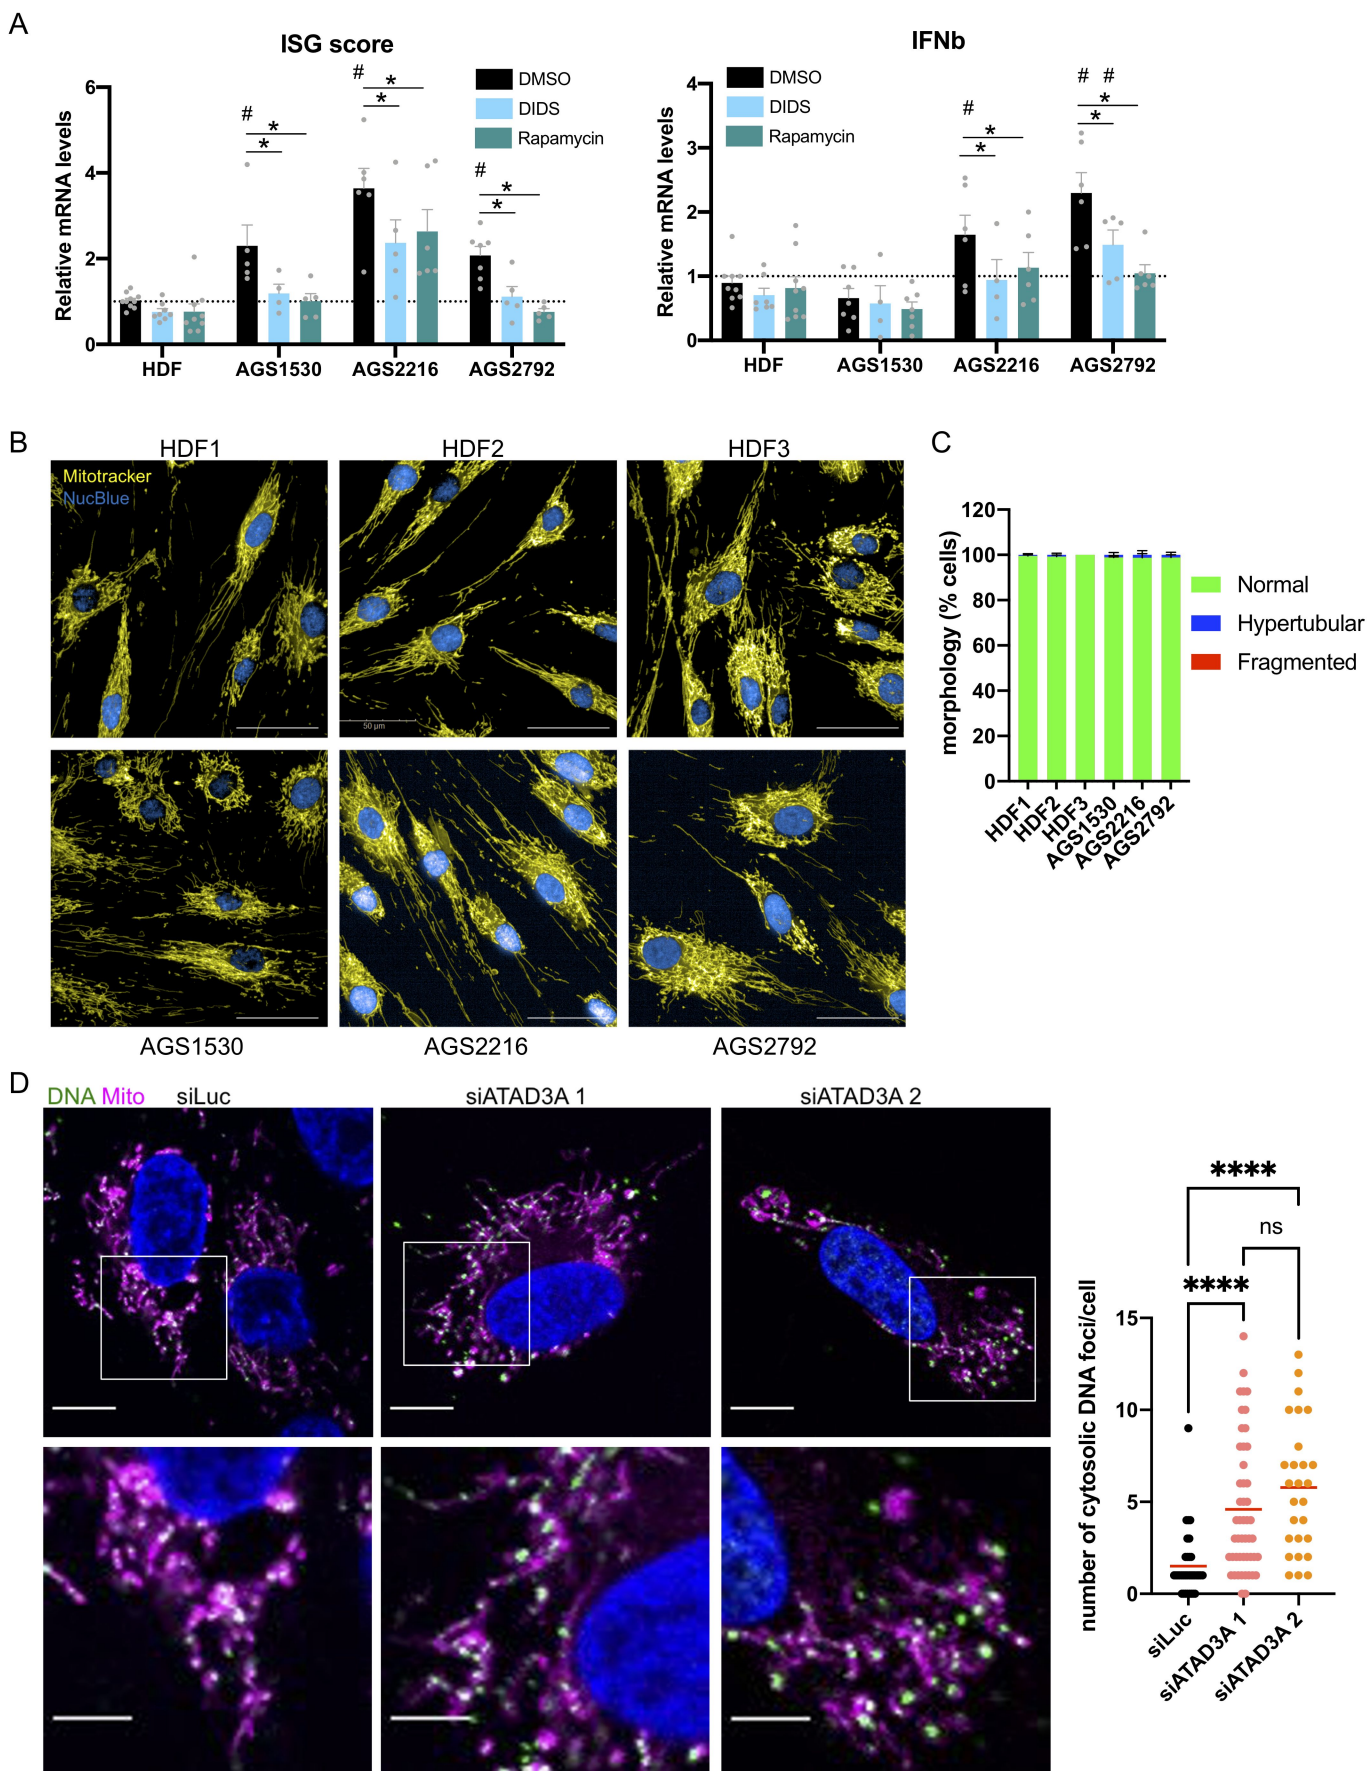 A
ISG score
Relative mRNA levels
6
4
2
0
# * *
# * *
# * *
DMSO
DIDS
Rapamycin
HDF AGS1530 AGS2216 AGS2792
IFNb
Relative mRNA levels
4
3
2
1
0
# * *
# # * *
DMSO
DIDS
Rapamycin
HDF AGS1530 AGS2216 AGS2792
B
HDF1 HDF2 HDF3
Mitotracker
NucBlue
50 µm
AGS1530 AGS2216 AGS2792
C
morphology (% cells)
120
100
80
60
40
20
0
HDF1
HDF2
HDF3
AGS1530
AGS2216
AGS2792
Normal
Hypertubular
Fragmented
D
DNA Mito siLuc siATAD3A 1 siATAD3A 2
number of cytosolic DNA foci/cell
15
10
5
0
****
ns
****
siLuc
siATAD3A 1
siATAD3A 2